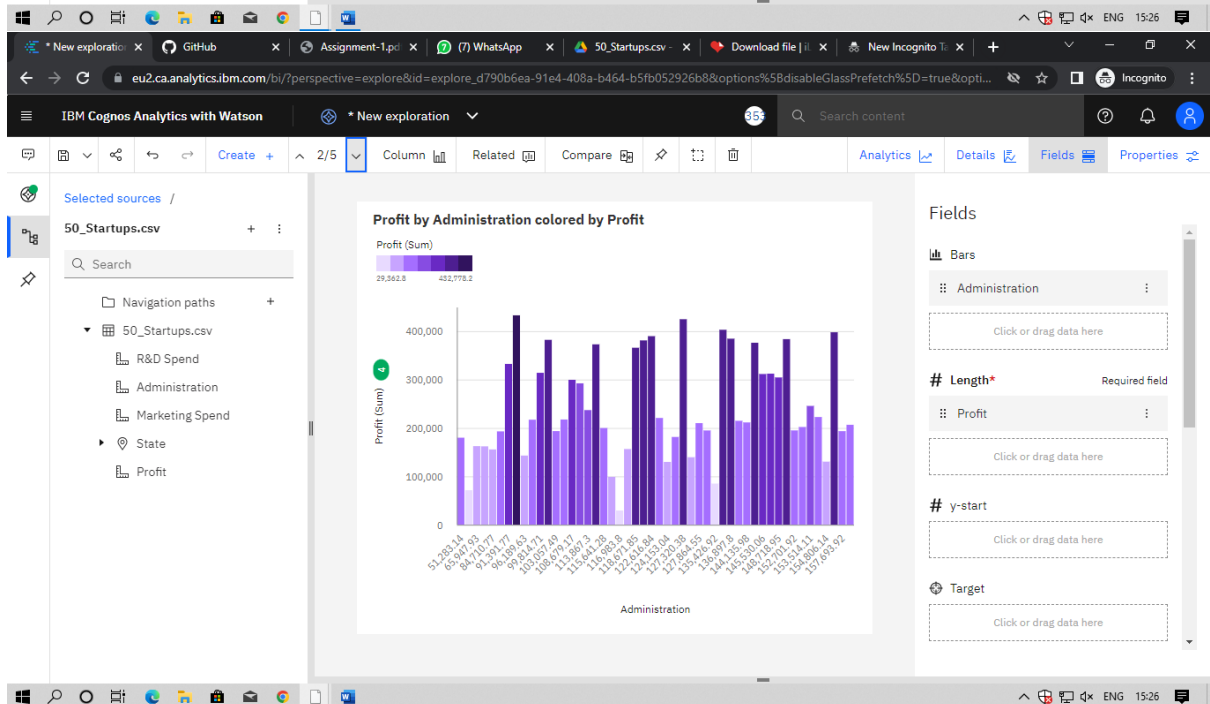 ENG 15:26
* New exploration GitHub Assignment-1.pd (7) WhatsApp 50_Startups.csv - Download file | iL New Incognito Ta
eu2.ca.analytics.ibm.com/bi/?perspective=explore&id=explore_d790b6ea-91e4-408a-b464-b5fb052926b8&options%5BdisableGlassPrefetch%5D=true&opti... Incognito
IBM Cognos Analytics with Watson * New exploration 353 Search content
Create + 2/5 Column Related Compare Analytics Details Fields Properties
Selected sources /
50_Startups.csv
Search
Navigation paths
50_Startups.csv
R&D Spend
Administration
Marketing Spend
State
Profit
Profit by Administration colored by Profit
Profit (Sum)
29,362.8 432,778.2
400,000
300,000
200,000
100,000
0
4
Profit (Sum)
51,283.14 65,947.93 84,710.77 91,391.77 96,189.63 99,814.71 103,057.49 108,679.17 113,867.3 115,641.28 116,983.8 118,671.85 122,616.84 124,153.04 127,320.38 127,864.55 135,426.92 136,897.8 144,135.98 145,530.06 148,718.95 152,701.92 153,514.11 154,806.14 157,693.92
Administration
Fields
Bars
Administration
Click or drag data here
# Length* Required field
Profit
Click or drag data here
# y-start
Click or drag data here
Target
Click or drag data here
ENG 15:26